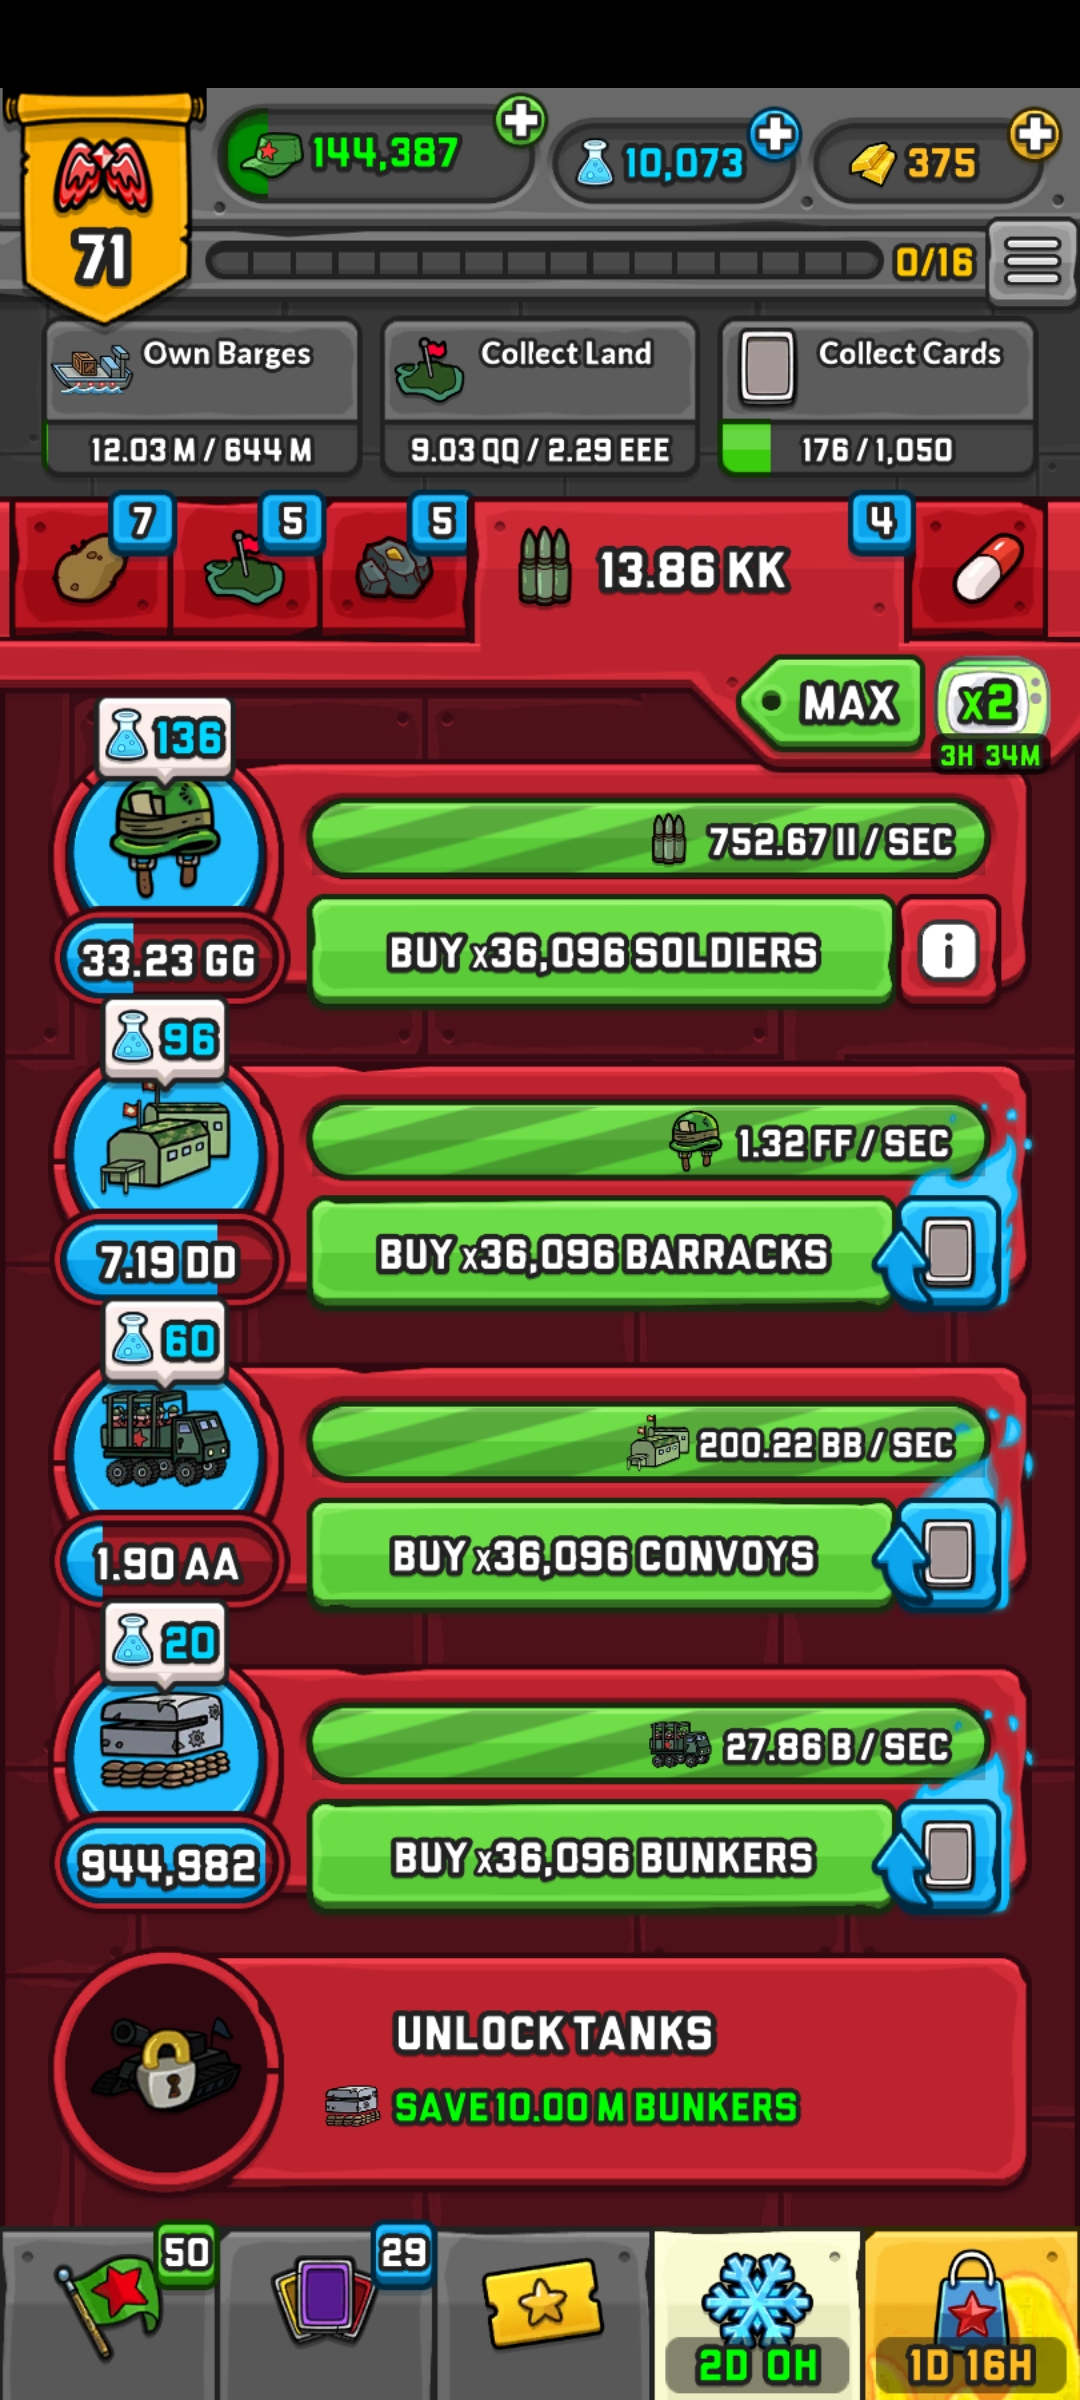 144,387
10,073
375
71
0/16
Own Barges
12.03 M / 644 M
Collect Land
9.03 QQ / 2.29 EEE
Collect Cards
176 / 1,050
7
5
5
13.86 KK
4
MAX
x2
3H 34M
136
752.67 II / SEC
33.23 GG
BUY x36,096 SOLDIERS
i
96
1.32 FF / SEC
7.19 DD
BUY x36,096 BARRACKS
60
200.22 BB / SEC
1.90 AA
BUY x36,096 CONVOYS
20
27.86 B / SEC
944,982
BUY x36,096 BUNKERS
UNLOCK TANKS
SAVE 10.00 M BUNKERS
50
29
2D 0H
1D 16H